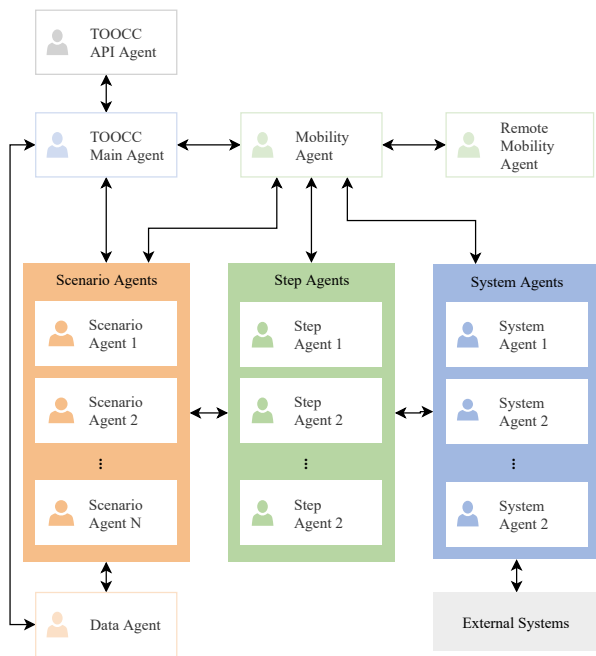 TOOCC
API Agent
TOOCC
Main Agent
Mobility
Agent
Remote
Mobility
Agent
Scenario Agents
Scenario
Agent 1
Scenario
Agent 2
...
Scenario
Agent N
Step Agents
Step
Agent 1
Step
Agent 2
...
Step
Agent 2
System Agents
System
Agent 1
System
Agent 2
...
System
Agent 2
Data Agent
External Systems